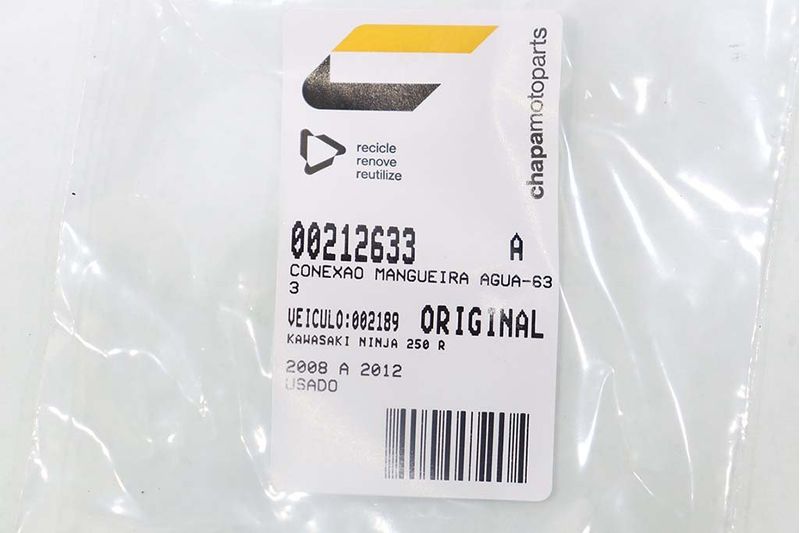 chapamotoparts
recicle
renove
reutilize
00212633 A
CONEXAO MANGUEIRA AGUA-63
3
VEICULO:002189 ORIGINAL
KAWASAKI NINJA 250 R
2008 A 2012
USADO